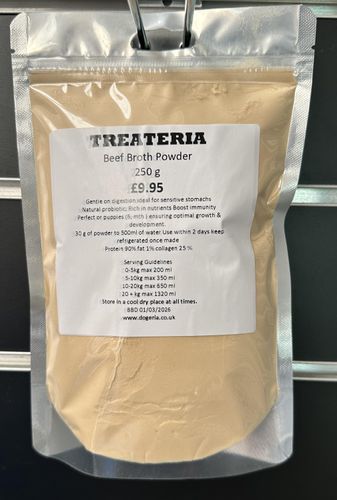 TREATERIA
Beef Broth Powder
250 g
£9.95
Gentle on digestion,ideal for sensitive stomachs
Natural probiotic; Rich in nutrients Boost immunity
Perfect or puppies (6, mth ) ensuring optimal growth &
development.
30 g of powder to 500ml of water. Use within 2 days keep
refrigerated once made
Protein 90% fat 1% collagen 25 %
Serving Guidelines
0-5kg max 200 ml
5-10kg max 350 ml
10-20kg max 650 ml
20 + kg max 1320 ml
Store in a cool dry place at all times.
BBD 01/03/2026
www.dogeria.co.uk